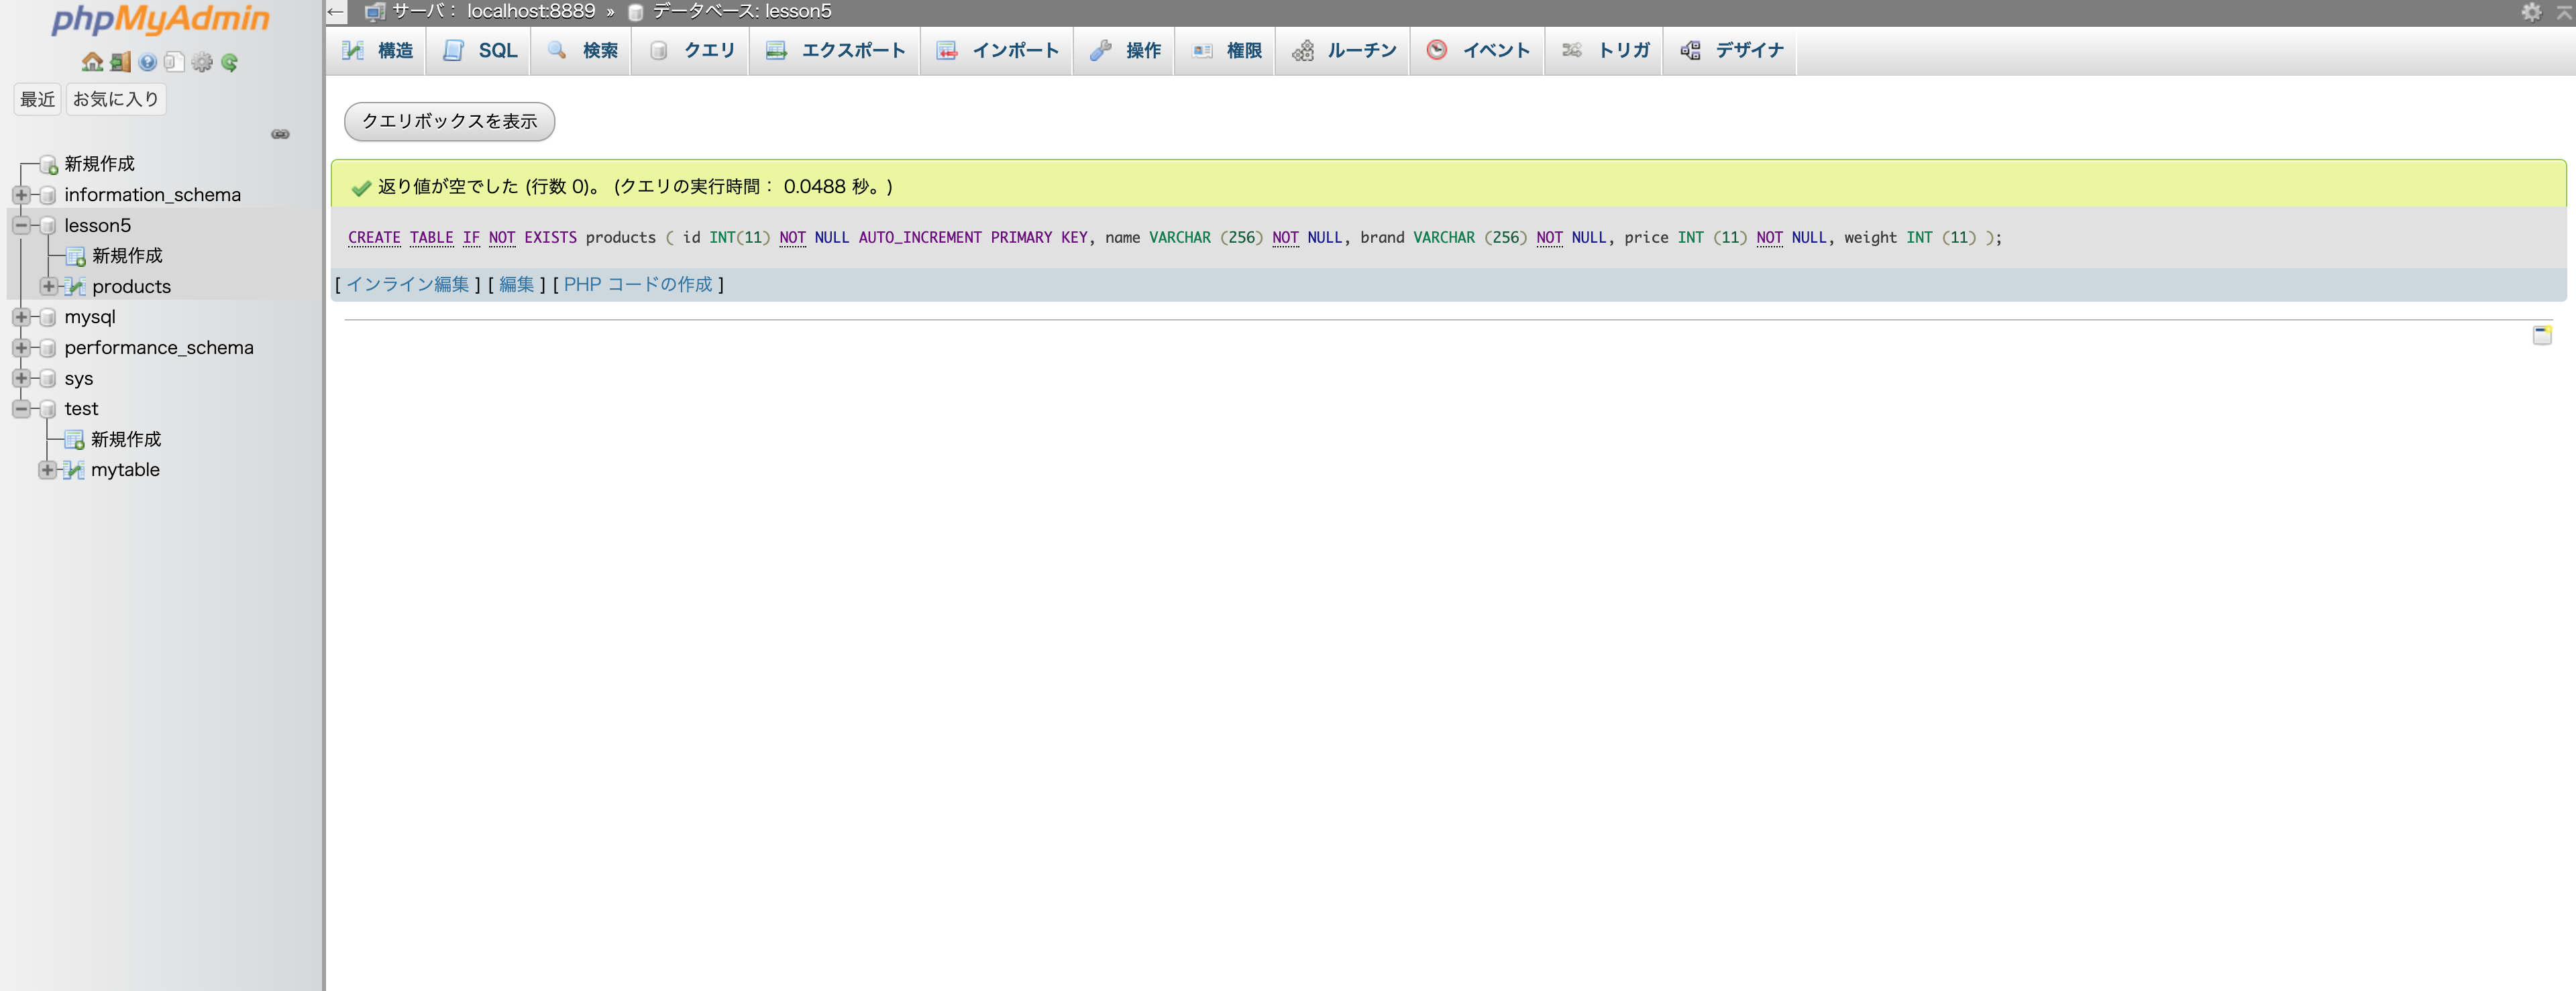 phpMyAdmin
最近 お気に入り
新規作成
information_schema
lesson5
新規作成
products
mysql
performance_schema
sys
test
新規作成
mytable
← サーバ: localhost:8889 » データベース: lesson5
構造 SQL 検索 クエリ エクスポート インポート 操作 権限 ルーチン イベント トリガ デザイナ
クエリボックスを表示
返り値が空でした (行数 0)。 (クエリの実行時間: 0.0488 秒。)
CREATE TABLE IF NOT EXISTS products ( id INT(11) NOT NULL AUTO_INCREMENT PRIMARY KEY, name VARCHAR (256) NOT NULL, brand VARCHAR (256) NOT NULL, price INT (11) NOT NULL, weight INT (11) );
[ インライン編集 ] [ 編集 ] [ PHP コードの作成 ]